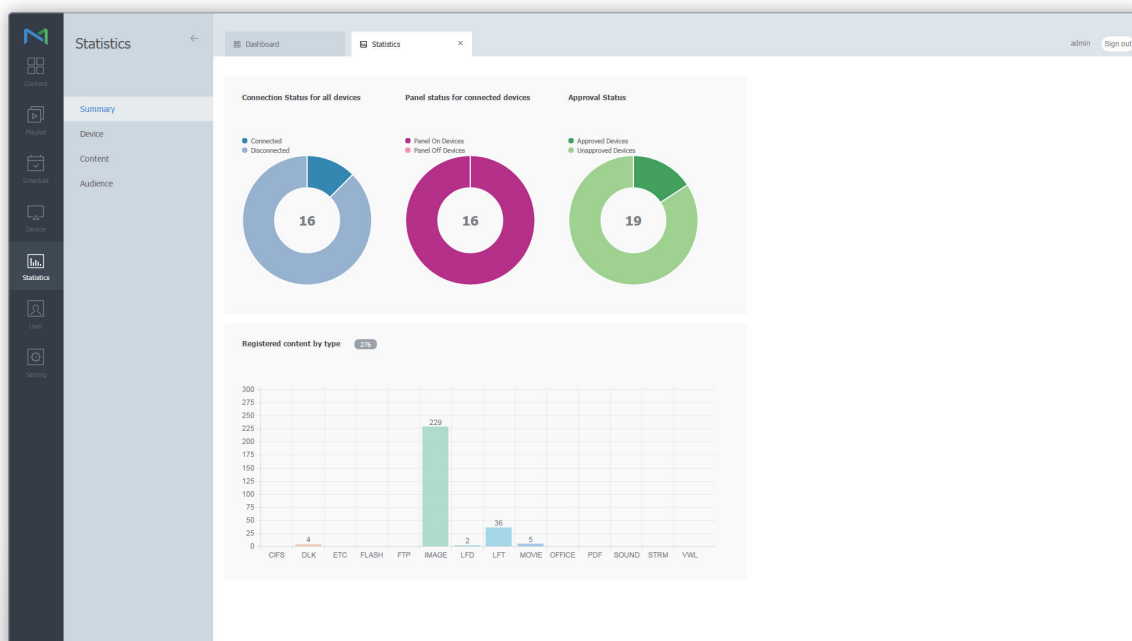 Statistics
←
Dashboard
Statistics
×
admin
Sign out
Content
Playlist
Schedule
Device
Statistics
User
Setting
Summary
Device
Content
Audience
Connection Status for all devices
Connected
Disconnected
16
Panel status for connected devices
Panel On Devices
Panel Off Devices
16
Approval Status
Approved Devices
Unapproved Devices
19
Registered content by type 276
300
275
250
225
200
175
150
125
100
75
50
25
0
4
229
2
36
5
CIFS DLK ETC FLASH FTP IMAGE LFD LFT MOVIE OFFICE PDF SOUND STRM VWL